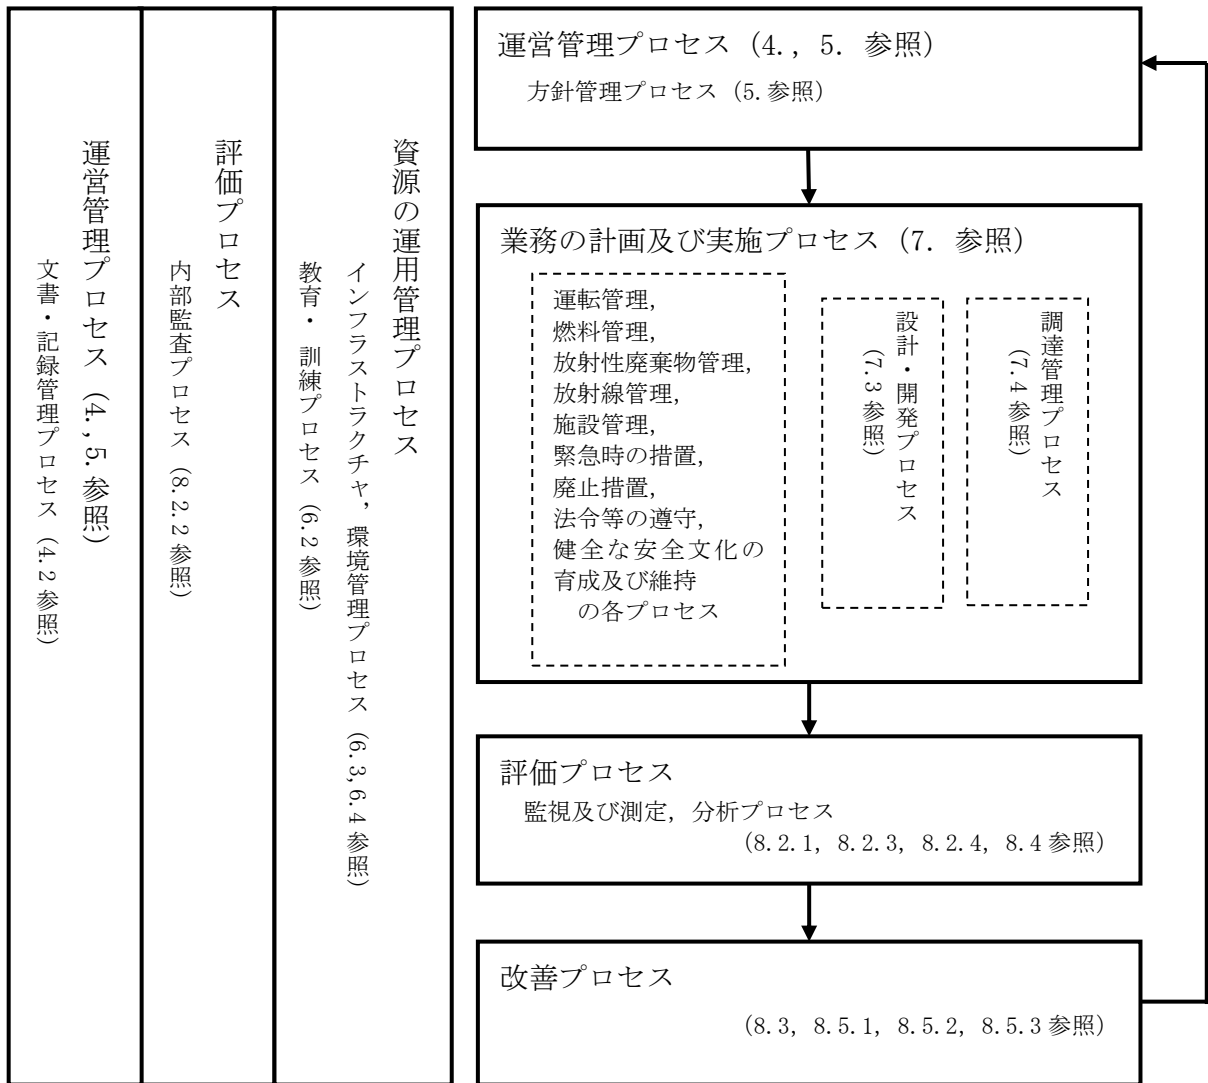 運営管理プロセス（4.,5.参照）
文書・記録管理プロセス（4.2参照）
評価プロセス
内部監査プロセス（8.2.2参照）
資源の運用管理プロセス
インフラストラクチャ，環境管理プロセス（6.3,6.4参照）
教育・訓練プロセス（6.2参照）
運営管理プロセス（4.，5. 参照）
方針管理プロセス（5.参照）
業務の計画及び実施プロセス（7. 参照）
運転管理，
燃料管理，
放射性廃棄物管理，
放射線管理，
施設管理，
緊急時の措置，
廃止措置，
法令等の遵守，
健全な安全文化の
育成及び維持
の各プロセス
設計・開発プロセス
（7.3参照）
調達管理プロセス
（7.4参照）
評価プロセス
監視及び測定，分析プロセス
（8.2.1，8.2.3，8.2.4，8.4参照）
改善プロセス
（8.3，8.5.1，8.5.2，8.5.3参照）